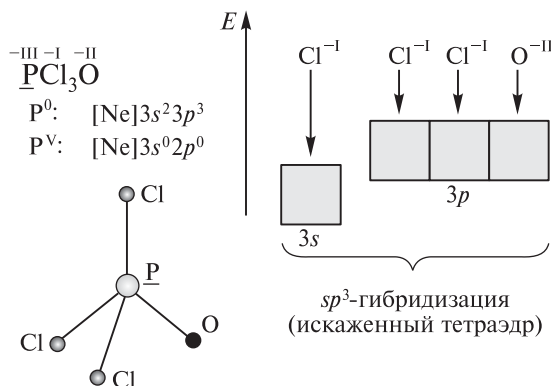 −III −I −II
PCl₃O
P⁰: [Ne]3s²3p³
Pⱽ: [Ne]3s⁰2p⁰
E
Cl⁻ᴵ Cl⁻ᴵ Cl⁻ᴵ O⁻ᴵᴵ
3s
3p
sp³-гибридизация
(искаженный тетраэдр)
Cl
P
Cl
O
Cl